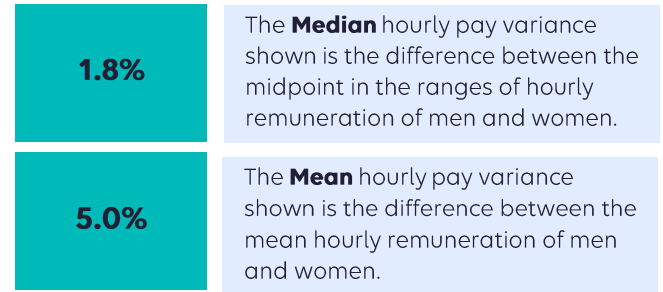 1.8%
The Median hourly pay variance
shown is the difference between the
midpoint in the ranges of hourly
remuneration of men and women.
5.0%
The Mean hourly pay variance
shown is the difference between the
mean hourly remuneration of men
and women.